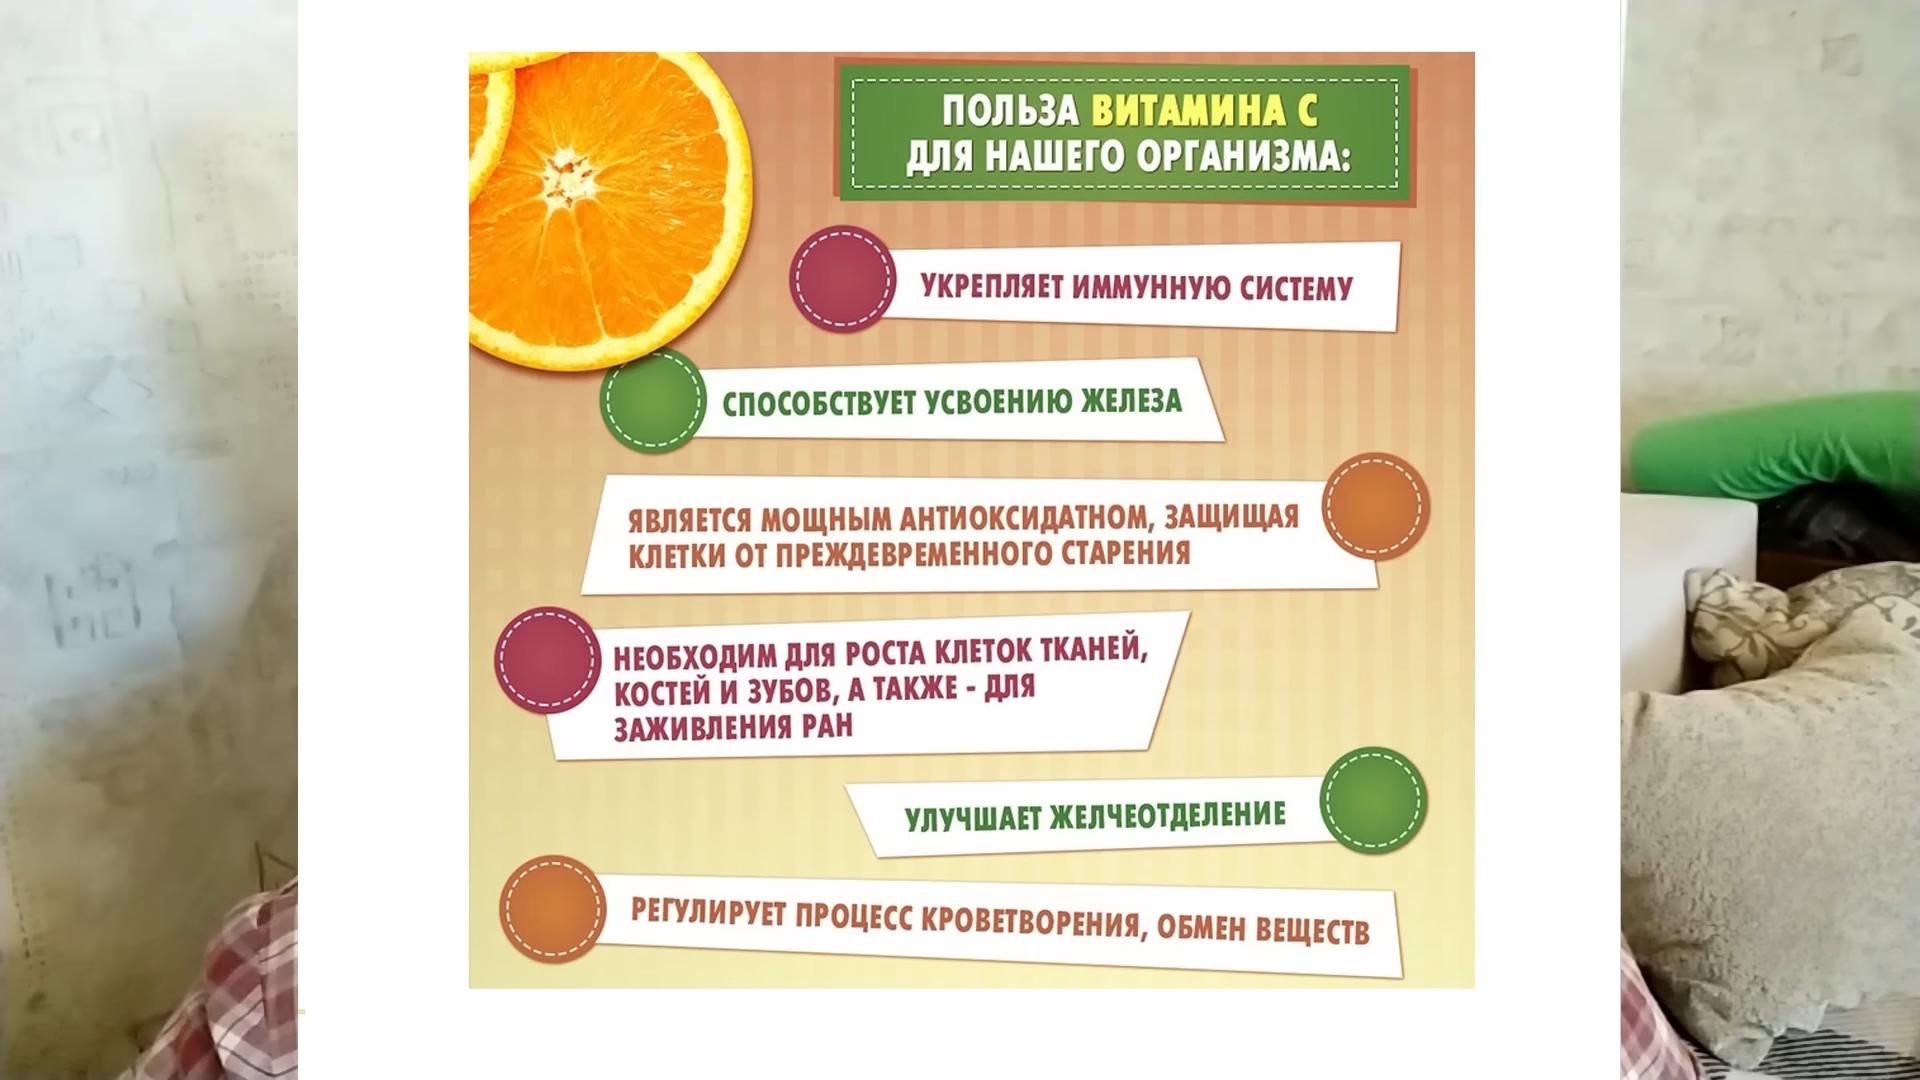 ПОЛЬЗА ВИТАМИНА С
ДЛЯ НАШЕГО ОРГАНИЗМА:
УКРЕПЛЯЕТ ИММУННУЮ СИСТЕМУ
СПОСОБСТВУЕТ УСВОЕНИЮ ЖЕЛЕЗА
ЯВЛЯЕТСЯ МОЩНЫМ АНТИОКСИДАТНОМ, ЗАЩИЩАЯ
КЛЕТКИ ОТ ПРЕЖДЕВРЕМЕННОГО СТАРЕНИЯ
НЕОБХОДИМ ДЛЯ РОСТА КЛЕТОК ТКАНЕЙ,
КОСТЕЙ И ЗУБОВ, А ТАКЖЕ - ДЛЯ
ЗАЖИВЛЕНИЯ РАН
УЛУЧШАЕТ ЖЕЛЧЕОТДЕЛЕНИЕ
РЕГУЛИРУЕТ ПРОЦЕСС КРОВЕТВОРЕНИЯ, ОБМЕН ВЕЩЕСТВ